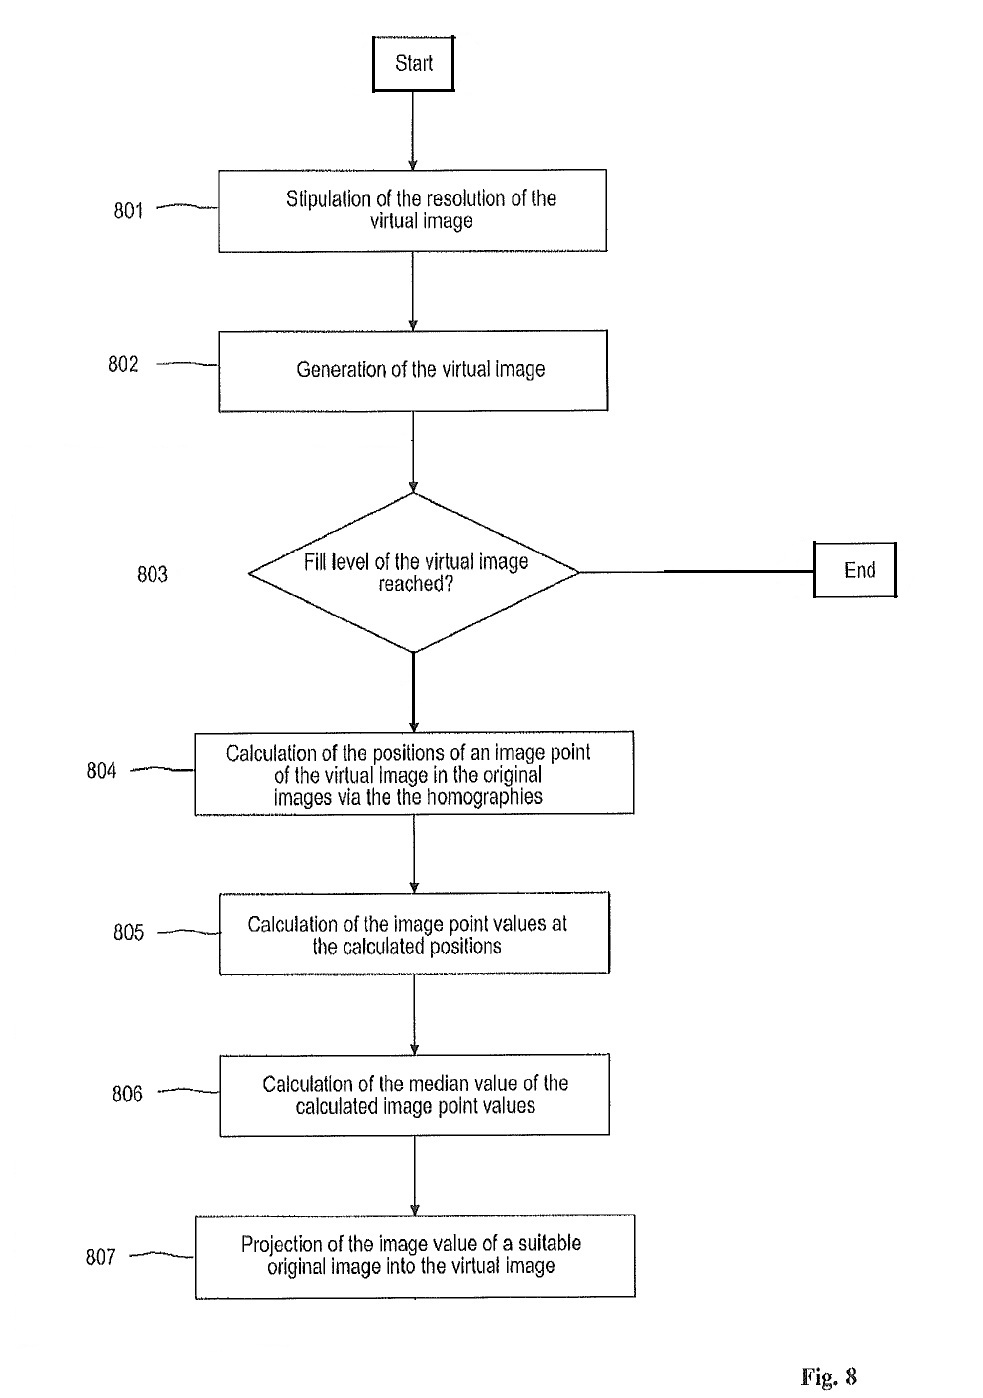 Start
801
Stipulation of the resolution of the
virtual image
802
Generation of the virtual image
803
Fill level of the virtual image
reached?
End
804
Calculation of the positions of an image point
of the virtual image in the original
images via the the homographies
805
Calculation of the image point values at
the calculated positions
806
Calculation of the median value of the
calculated image point values
807
Projection of the image value of a suitable
original image into the virtual image
Fig. 8